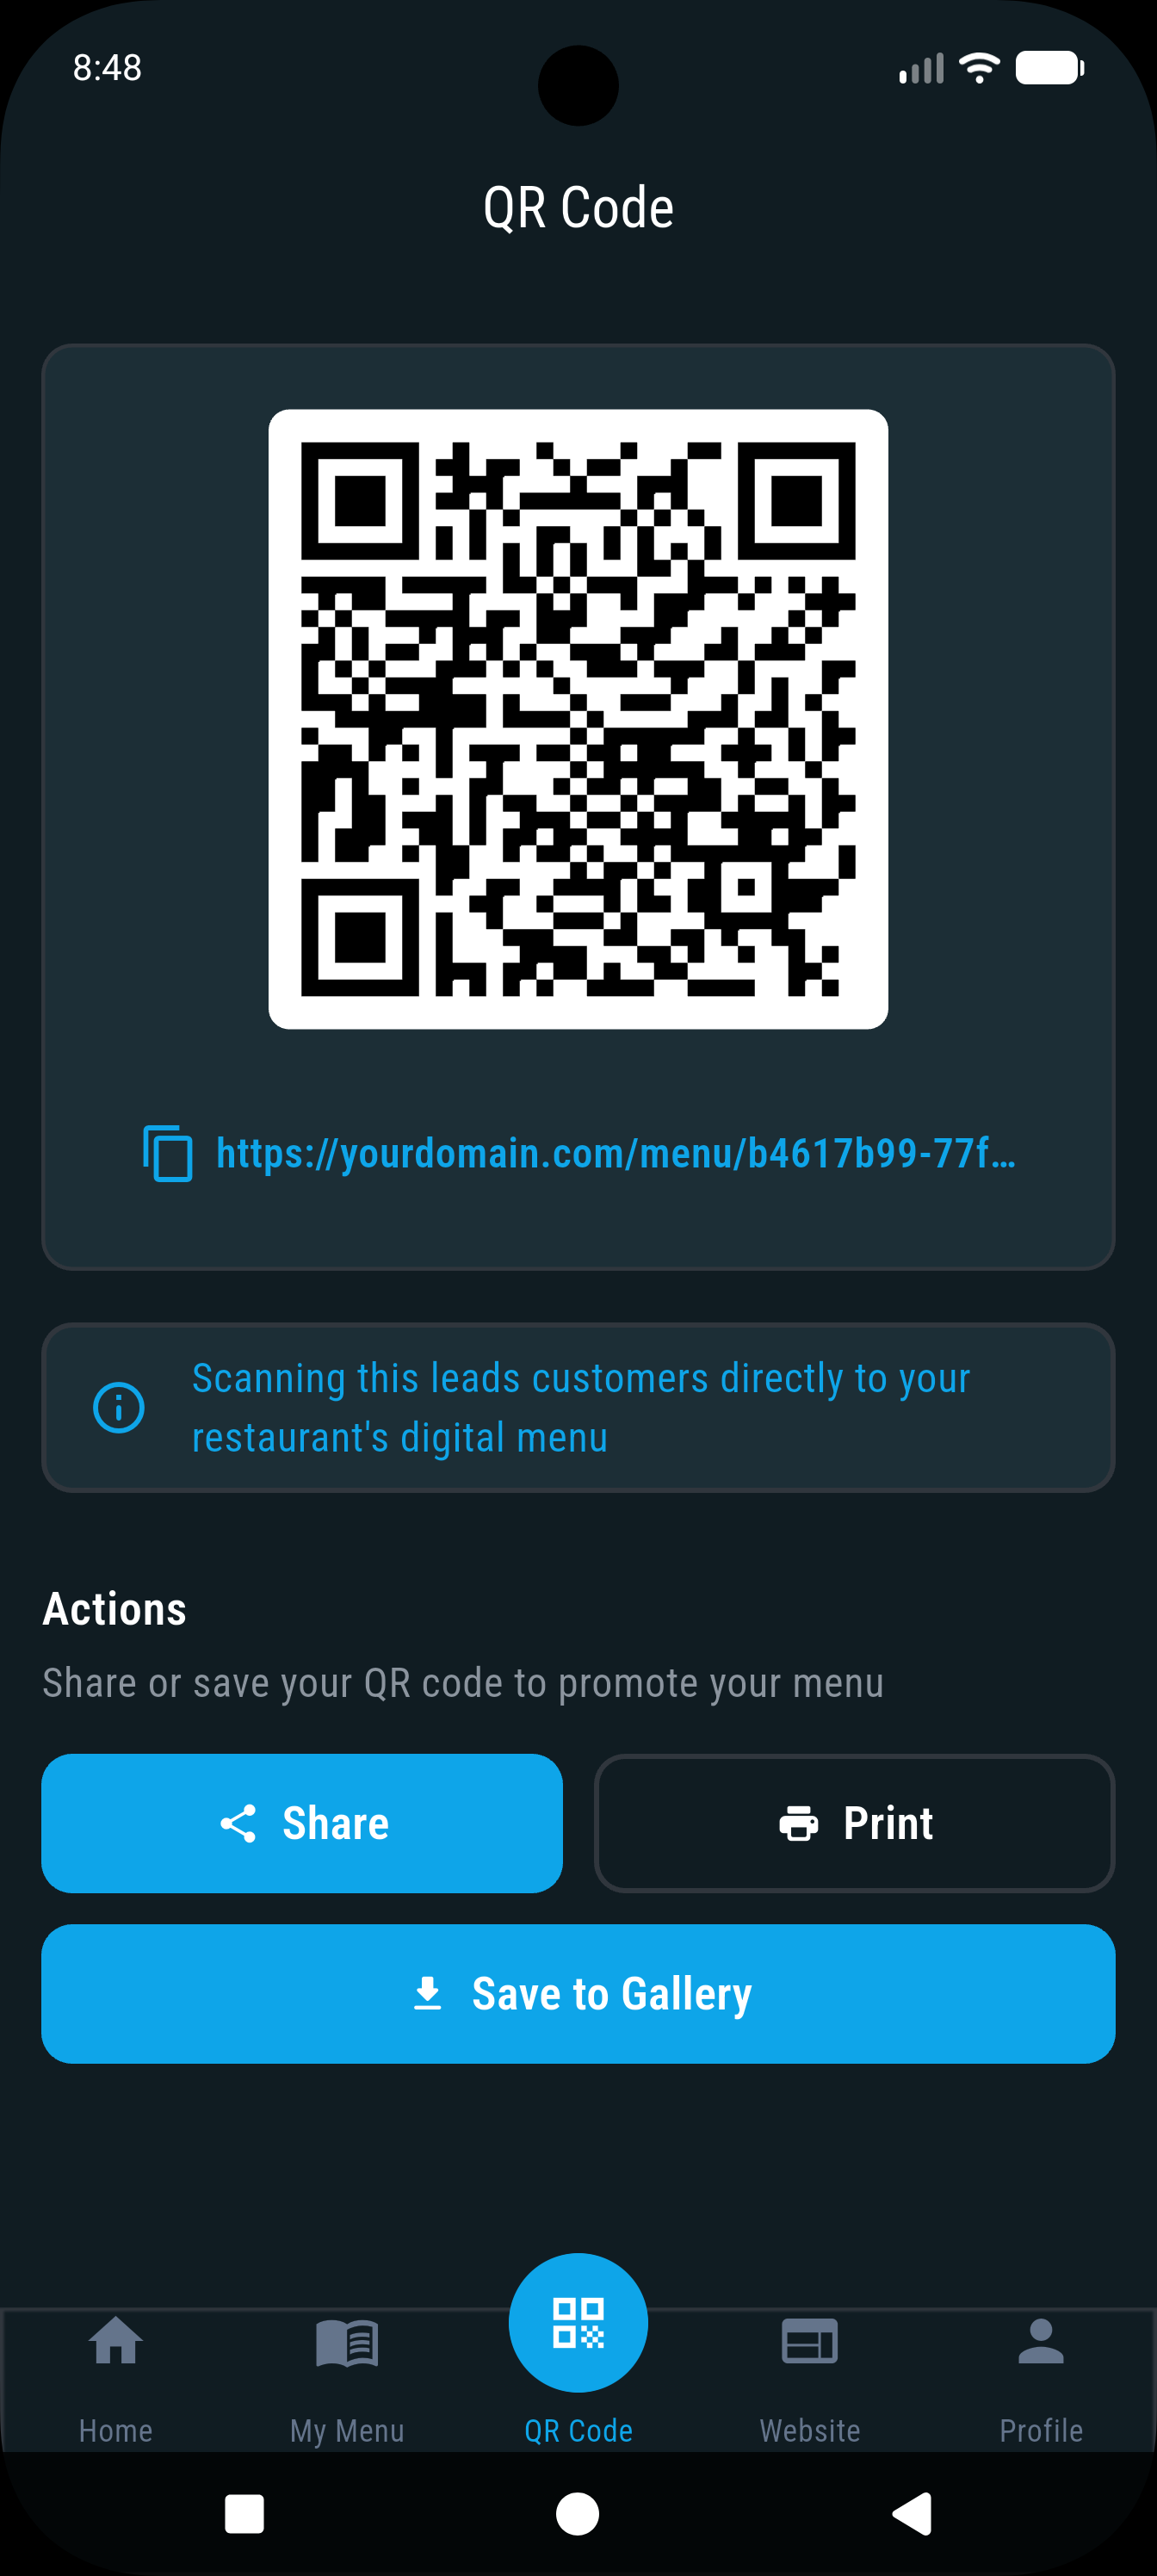 8:48
QR Code
https://yourdomain.com/menu/b4617b99-77f…
Scanning this leads customers directly to your
restaurant's digital menu
Actions
Share or save your QR code to promote your menu
Share
Print
Save to Gallery
Home
My Menu
QR Code
Website
Profile